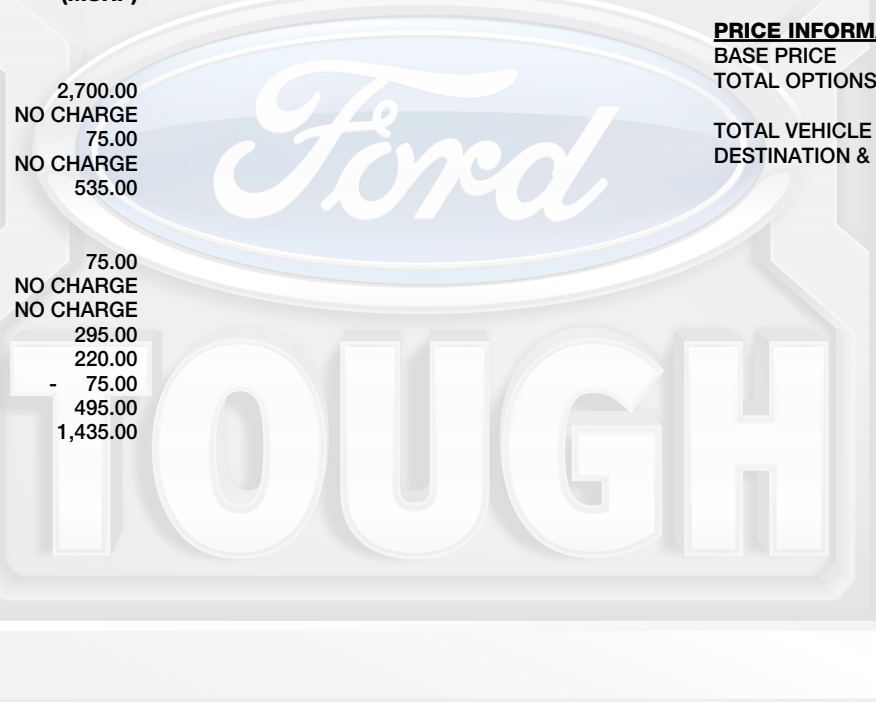 2,700.00
NO CHARGE
75.00
NO CHARGE
535.00
75.00
NO CHARGE
NO CHARGE
295.00
220.00
- 75.00
495.00
1,435.00
PRICE INFORM
BASE PRICE
TOTAL OPTIONS
TOTAL VEHICLE
DESTINATION &
Ford
TOUGH